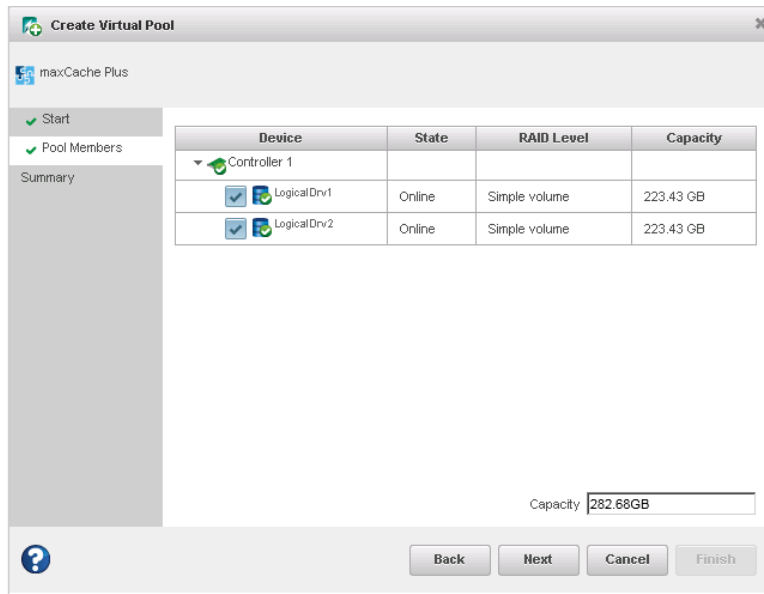 Create Virtual Pool
maxCache Plus
Start
Pool Members
Summary
Device State RAID Level Capacity
Controller 1
LogicalDrv1 Online Simple volume 223.43 GB
LogicalDrv2 Online Simple volume 223.43 GB
Capacity 282.68GB
Back Next Cancel Finish